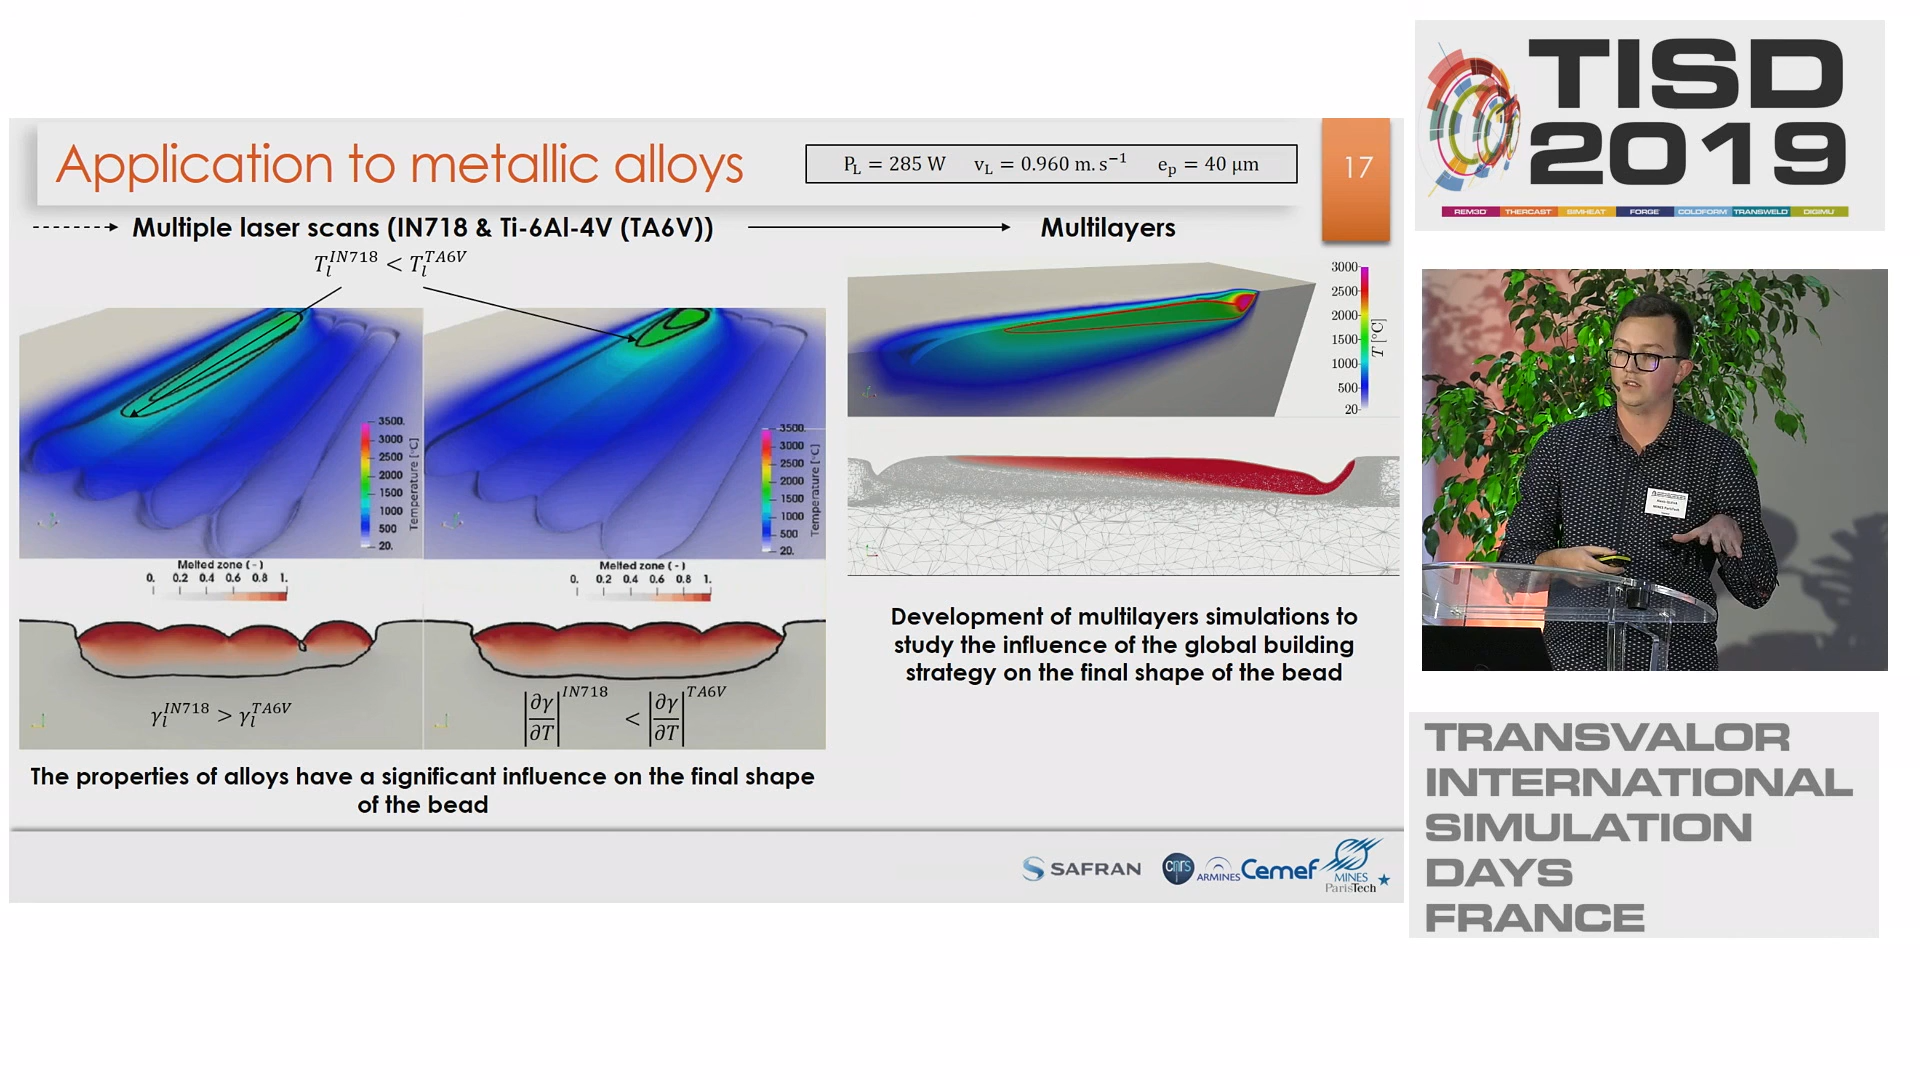 Application to metallic alloys
P_L = 285 W v_L = 0.960 m.s⁻¹ e_p = 40 µm
17
Multiple laser scans (IN718 & Ti-6Al-4V (TA6V))
Multilayers
T_l^IN718 < T_l^TA6V
3500.
3000
2500
2000
1500
1000
500
20.
Temperature [°C]
3500.
3000
2500
2000
1500
1000
500
20.
Temperature [°C]
3000
2500
2000
1500
1000
500
20
T [°C]
Melted zone (-)
0. 0.2 0.4 0.6 0.8 1.
Melted zone (-)
0. 0.2 0.4 0.6 0.8 1.
γ_l^IN718 > γ_l^TA6V
|∂γ/∂T|^IN718 < |∂γ/∂T|^TA6V
The properties of alloys have a significant influence on the final shape
of the bead
Development of multilayers simulations to
study the influence of the global building
strategy on the final shape of the bead
SAFRAN
cnrs
ARMINES
Cemef
MINES
ParisTech
TISD
2019
REM3D THERCAST SIMHEAT FORGE COLDFORM TRANSWELD DIGIMU
TRANSVALOR
INTERNATIONAL
SIMULATION
DAYS
FRANCE